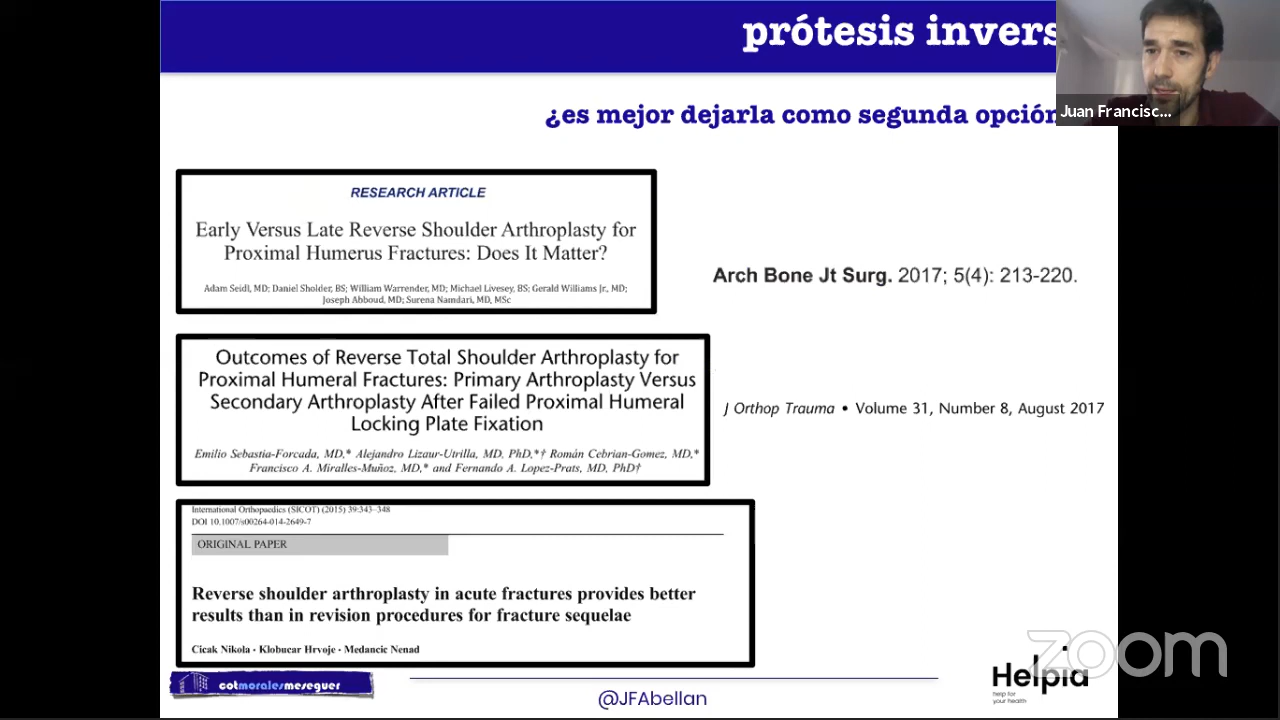 prótesis invers
¿es mejor dejarla como segunda opción
Juan Francisc...
RESEARCH ARTICLE
Early Versus Late Reverse Shoulder Arthroplasty for
Proximal Humerus Fractures: Does It Matter?
Adam Seidl, MD; Daniel Sholder, BS; William Warrender, MD; Michael Livesey, BS; Gerald Williams Jr., MD;
Joseph Abboud, MD; Surena Namdari, MD, MSc
Arch Bone Jt Surg. 2017; 5(4): 213-220.
Outcomes of Reverse Total Shoulder Arthroplasty for
Proximal Humeral Fractures: Primary Arthroplasty Versus
Secondary Arthroplasty After Failed Proximal Humeral
Locking Plate Fixation
Emilio Sebastia-Forcada, MD,* Alejandro Lizaur-Utrilla, MD, PhD,*† Román Cebrian-Gomez, MD,*
Francisco A. Miralles-Muñoz, MD,* and Fernando A. Lopez-Prats, MD, PhD†
J Orthop Trauma • Volume 31, Number 8, August 2017
International Orthopaedics (SICOT) (2015) 39:343–348
DOI 10.1007/s00264-014-2649-7
ORIGINAL PAPER
Reverse shoulder arthroplasty in acute fractures provides better
results than in revision procedures for fracture sequelae
Cicak Nikola · Klobucar Hrvoje · Medancic Nenad
cotmoralesmeseguer
@JFAbellan
Helpia
help for
your health
zoom